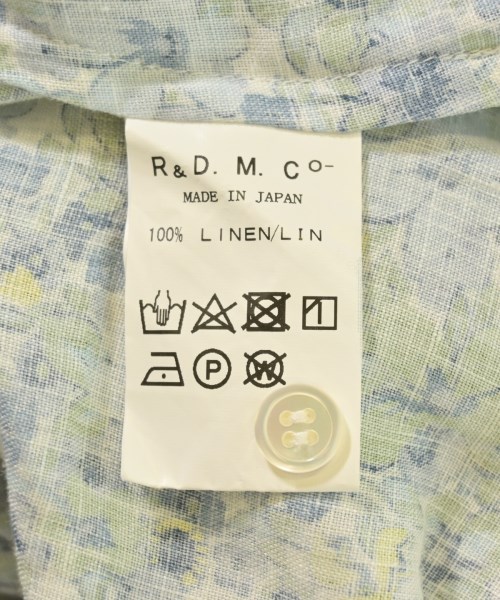 R&D. M. Co-
MADE IN JAPAN
100% LINEN/LIN
P W